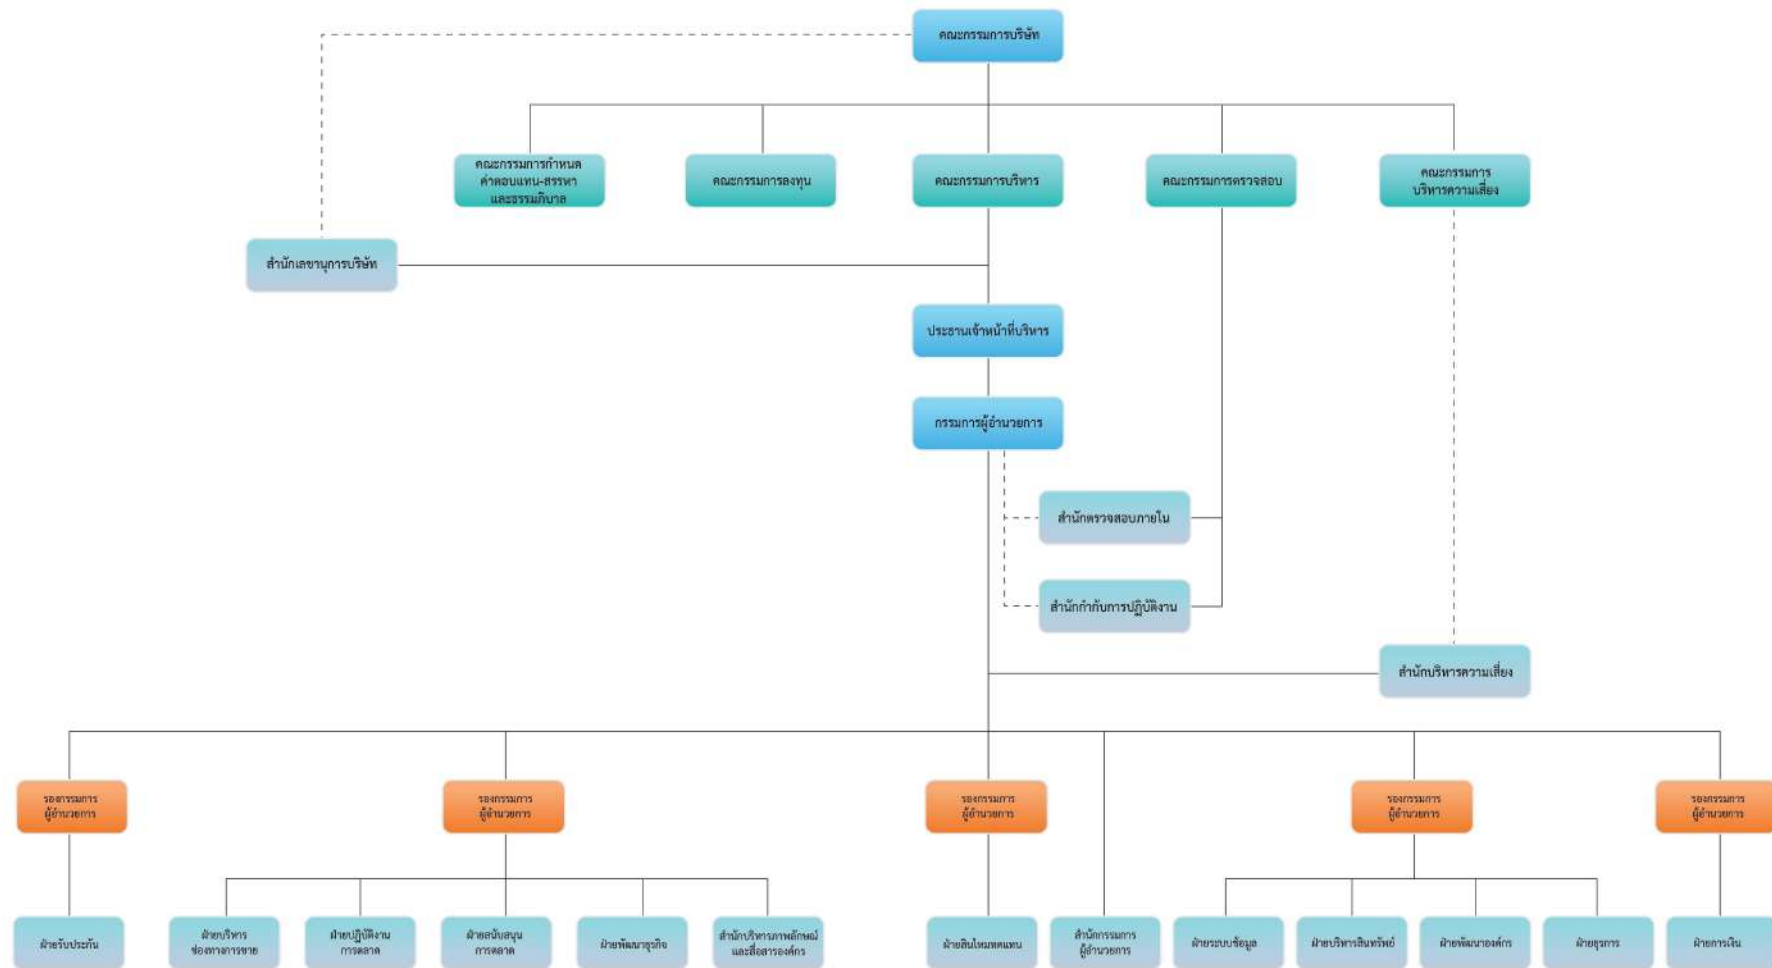 คณะกรรมการบริษัท
คณะกรรมการกำหนด
ค่าตอบแทน-สรรหา
และธรรมภิบาล
คณะกรรมการลงทุน
คณะกรรมการบริหาร
คณะกรรมการตรวจสอบ
คณะกรรมการ
บริหารความเสี่ยง
สำนักเลขานุการบริษัท
ประธานเจ้าหน้าที่บริหาร
กรรมการผู้อำนวยการ
สำนักตรวจสอบภายใน
สำนักกำกับการปฏิบัติงาน
สำนักบริหารความเสี่ยง
รองกรรมการ
ผู้อำนวยการ
รองกรรมการ
ผู้อำนวยการ
รองกรรมการ
ผู้อำนวยการ
รองกรรมการ
ผู้อำนวยการ
รองกรรมการ
ผู้อำนวยการ
ฝ่ายรับประกัน
ฝ่ายบริหาร
ช่องทางการขาย
ฝ่ายปฏิบัติงาน
การตลาด
ฝ่ายสนับสนุน
การตลาด
ฝ่ายพัฒนาธุรกิจ
สำนักบริหารภาพลักษณ์
และสื่อสารองค์กร
ฝ่ายสินไหมทดแทน
สำนักกรรมการ
ผู้อำนวยการ
ฝ่ายระบบข้อมูล
ฝ่ายบริหารสินทรัพย์
ฝ่ายพัฒนาองค์กร
ฝ่ายธุรการ
ฝ่ายการเงิน